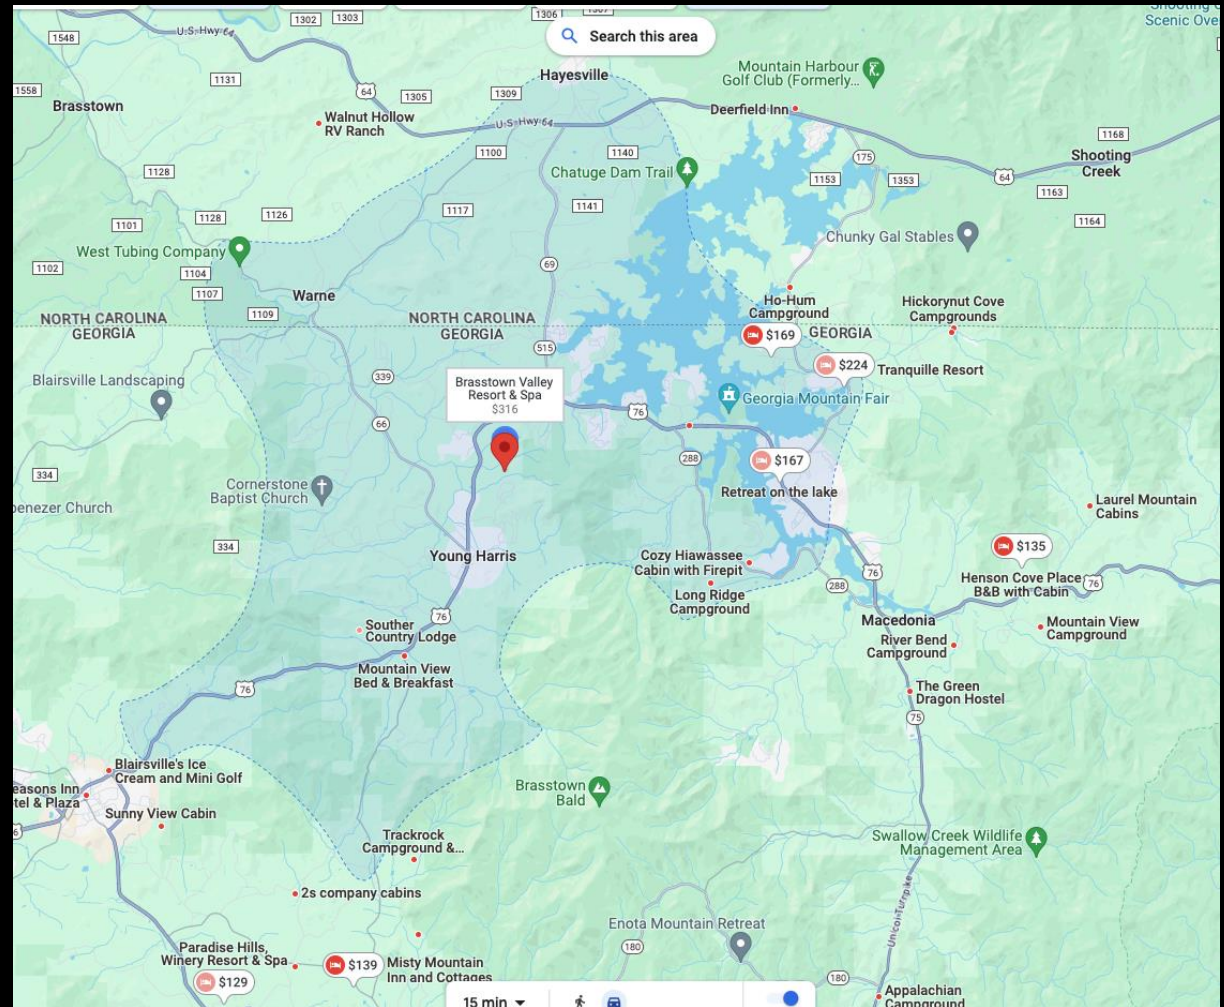 Shooting C
Scenic Ove
1302
1303
1306
1307
1548
U.S. Hwy 64
Search this area
Hayesville
Mountain Harbour
Golf Club (Formerly...
1131
1558
64
1305
1309
Brasstown
Walnut Hollow
RV Ranch
Deerfield Inn
U.S. Hwy 64
1168
1100
1140
175
Shooting
Creek
1128
Chatuge Dam Trail
64
1153
1353
1163
1117
1141
1128
1126
1164
1101
West Tubing Company
Chunky Gal Stables
1102
1104
69
1107
Warne
Ho-Hum
Campground
Hickorynut Cove
Campgrounds
1109
NORTH CAROLINA
GEORGIA
NORTH CAROLINA
GEORGIA
$169
GEORGIA
515
$224
Tranquille Resort
Blairsville Landscaping
339
Brasstown Valley
Resort & Spa
$316
Georgia Mountain Fair
76
66
288
$167
334
Cornerstone
Baptist Church
Retreat on the lake
Laurel Mountain
Cabins
enezer Church
334
Young Harris
Cozy Hiawassee
Cabin with Firepit
$135
76
288
Henson Cove Place
B&B with Cabin
76
Long Ridge
Campground
76
Macedonia
Souther
Country Lodge
Mountain View
Campground
River Bend
Campground
Mountain View
Bed & Breakfast
76
The Green
Dragon Hostel
75
Blairsville's Ice
Cream and Mini Golf
easons Inn
tel & Plaza
Brasstown
Bald
Sunny View Cabin
6
Trackrock
Campground &...
Swallow Creek Wildlife
Management Area
2s company cabins
Unicoi Turnpike
Enota Mountain Retreat
180
Paradise Hills,
Winery Resort & Spa
$139
Misty Mountain
Inn and Cottages
$129
180
Appalachian
Campground
15 min